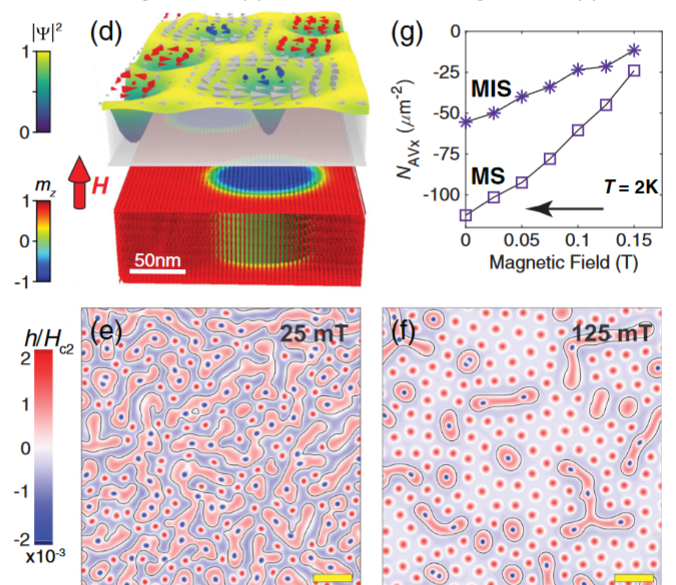 |Ψ|²
1
0
(d)
H
m_z
1
0
-1
50nm
(g)
0
-25
-50
-75
-100
N_AVx (μm⁻²)
MIS
MS
T = 2K
0
0.05
0.1
0.15
Magnetic Field (T)
h/H_c2
2
1
0
-1
-2
x10⁻³
(e)
25 mT
(f)
125 mT